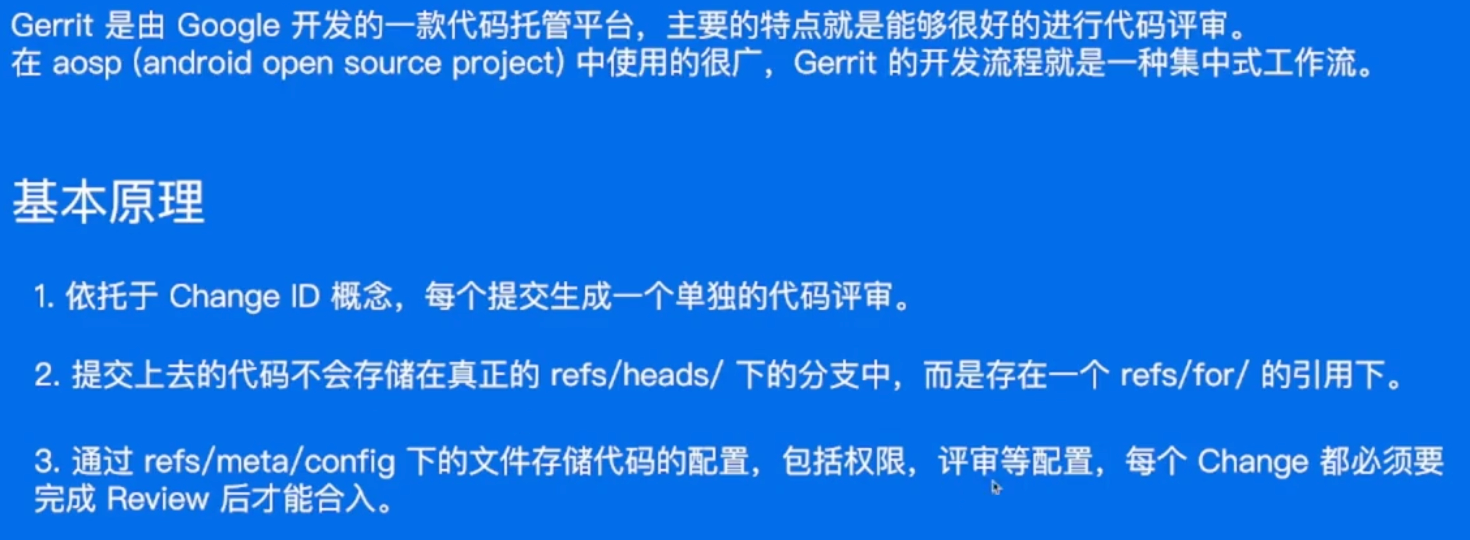 Gerrit 是由 Google 开发的一款代码托管平台，主要的特点就是能够很好的进行代码评审。
在 aosp (android open source project) 中使用的很广，Gerrit 的开发流程就是一种集中式工作流。
基本原理
1. 依托于 Change ID 概念，每个提交生成一个单独的代码评审。
2. 提交上去的代码不会存储在真正的 refs/heads/ 下的分支中，而是存在一个 refs/for/ 的引用下。
3. 通过 refs/meta/config 下的文件存储代码的配置，包括权限，评审等配置，每个 Change 都必须要
完成 Review 后才能合入。